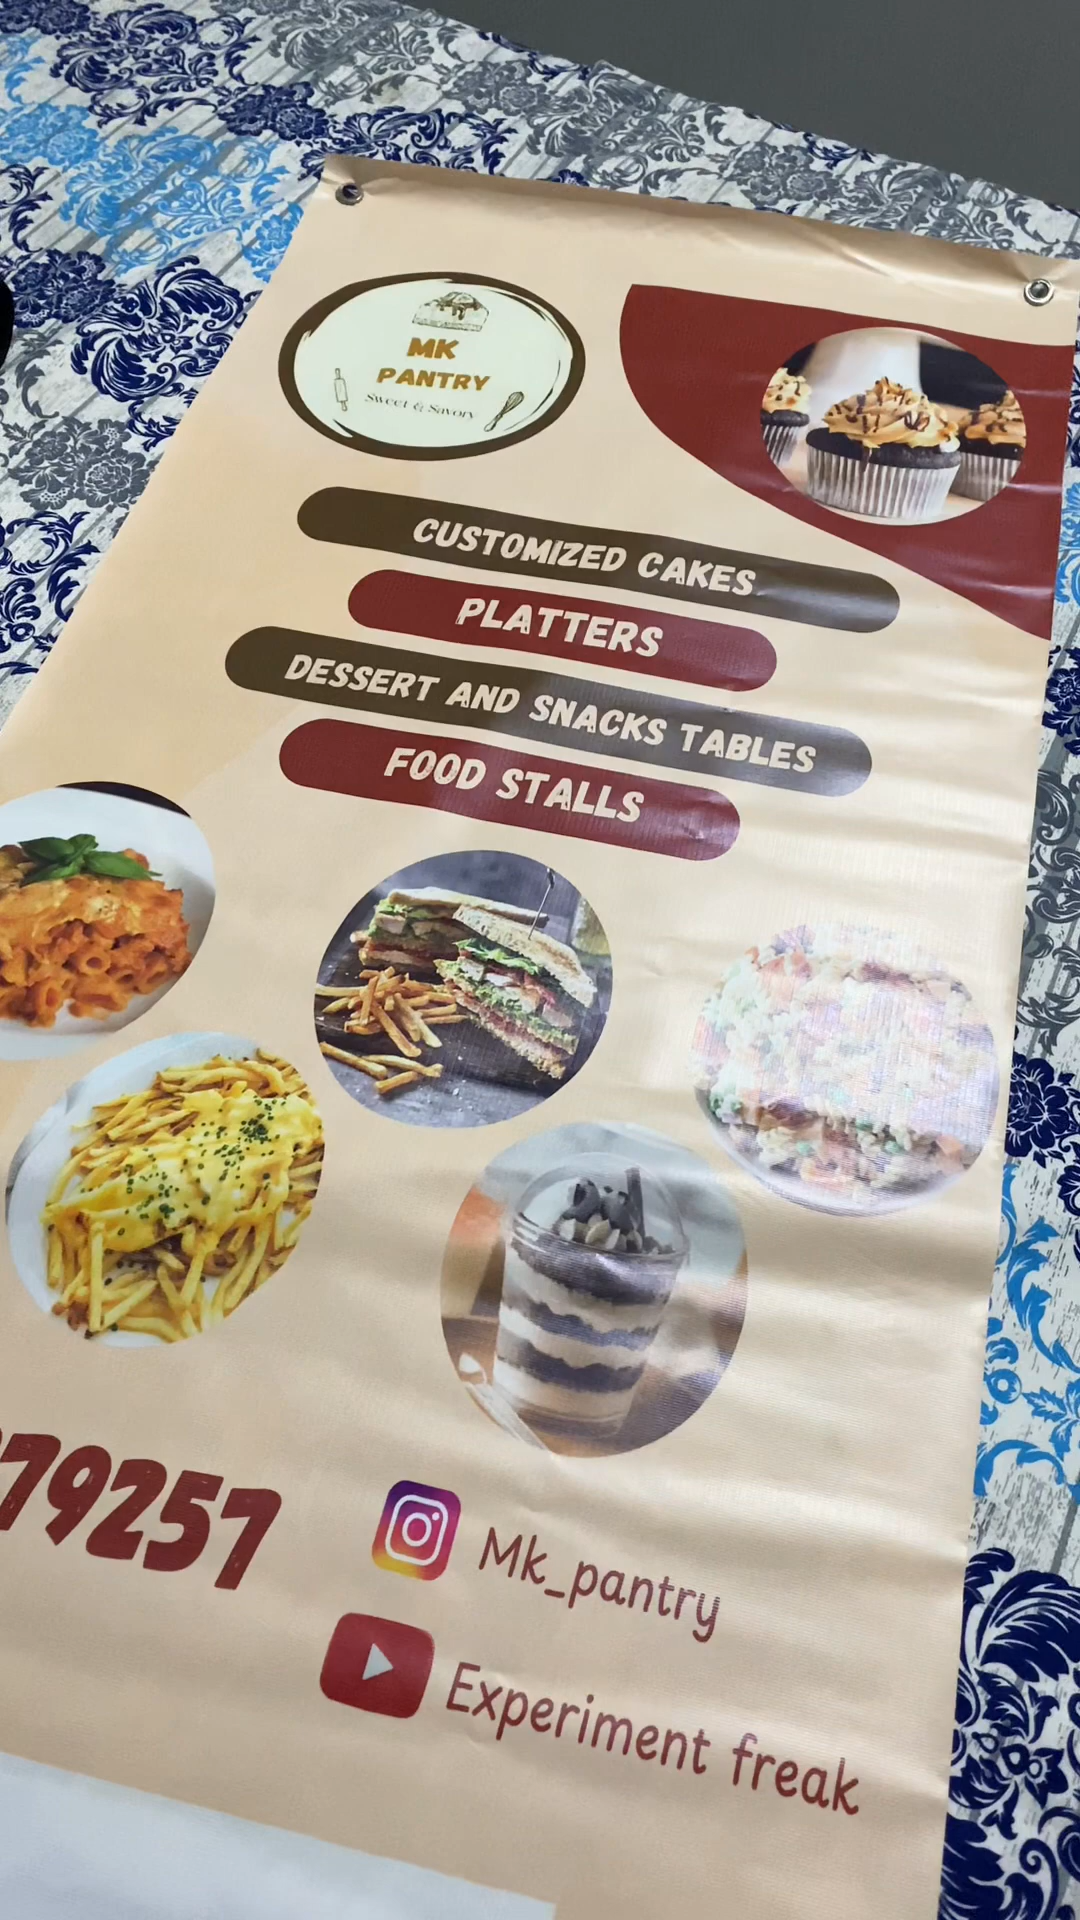 MK
PANTRY
Sweet & Savory
CUSTOMIZED CAKES
PLATTERS
DESSERT AND SNACKS TABLES
FOOD STALLS
79257
Mk_pantry
Experiment freak